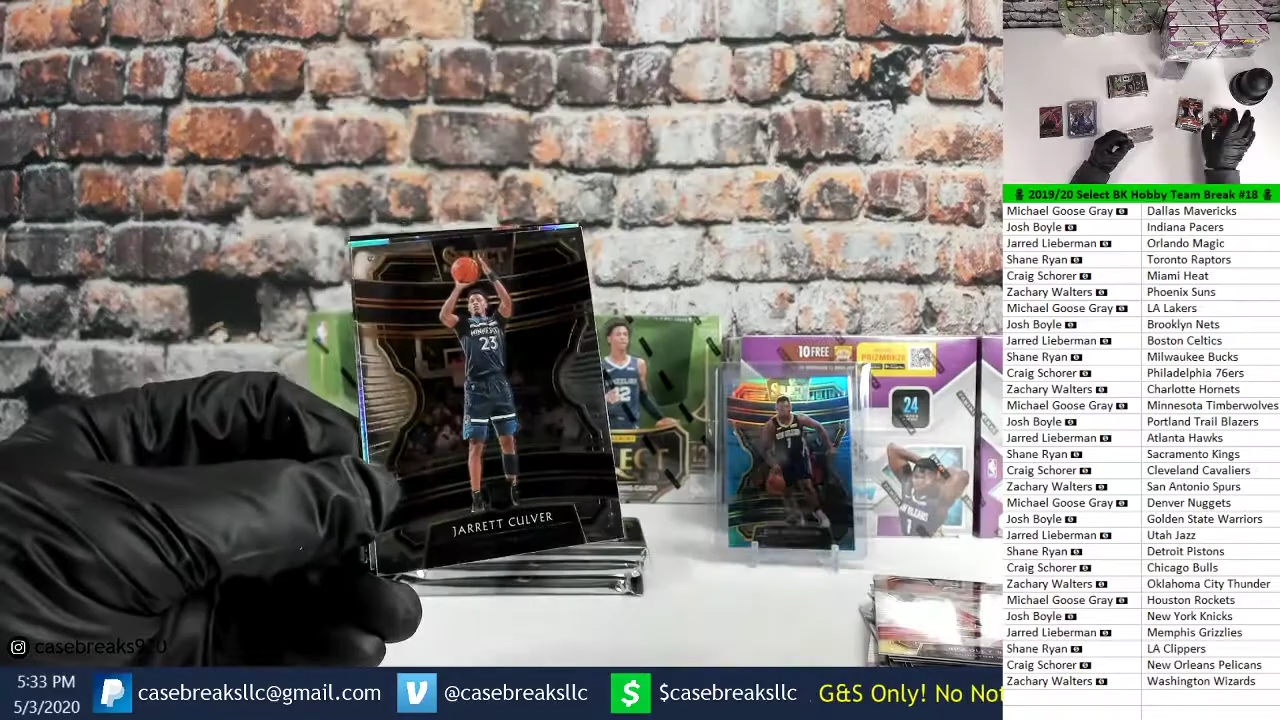 SELECT
MINNESOTA
23
JARRETT CULVER
10 FREE
PRIZMBK20
24
casebreaks920
5:33 PM
5/3/2020
casebreaksllc@gmail.com
@casebreaksllc
$casebreaksllc
G&S Only! No Not
2019/20 Select BK Hobby Team Break #18
Michael Goose Gray Dallas Mavericks
Josh Boyle Indiana Pacers
Jarred Lieberman Orlando Magic
Shane Ryan Toronto Raptors
Craig Schorer Miami Heat
Zachary Walters Phoenix Suns
Michael Goose Gray LA Lakers
Josh Boyle Brooklyn Nets
Jarred Lieberman Boston Celtics
Shane Ryan Milwaukee Bucks
Craig Schorer Philadelphia 76ers
Zachary Walters Charlotte Hornets
Michael Goose Gray Minnesota Timberwolves
Josh Boyle Portland Trail Blazers
Jarred Lieberman Atlanta Hawks
Shane Ryan Sacramento Kings
Craig Schorer Cleveland Cavaliers
Zachary Walters San Antonio Spurs
Michael Goose Gray Denver Nuggets
Josh Boyle Golden State Warriors
Jarred Lieberman Utah Jazz
Shane Ryan Detroit Pistons
Craig Schorer Chicago Bulls
Zachary Walters Oklahoma City Thunder
Michael Goose Gray Houston Rockets
Josh Boyle New York Knicks
Jarred Lieberman Memphis Grizzlies
Shane Ryan LA Clippers
Craig Schorer New Orleans Pelicans
Zachary Walters Washington Wizards